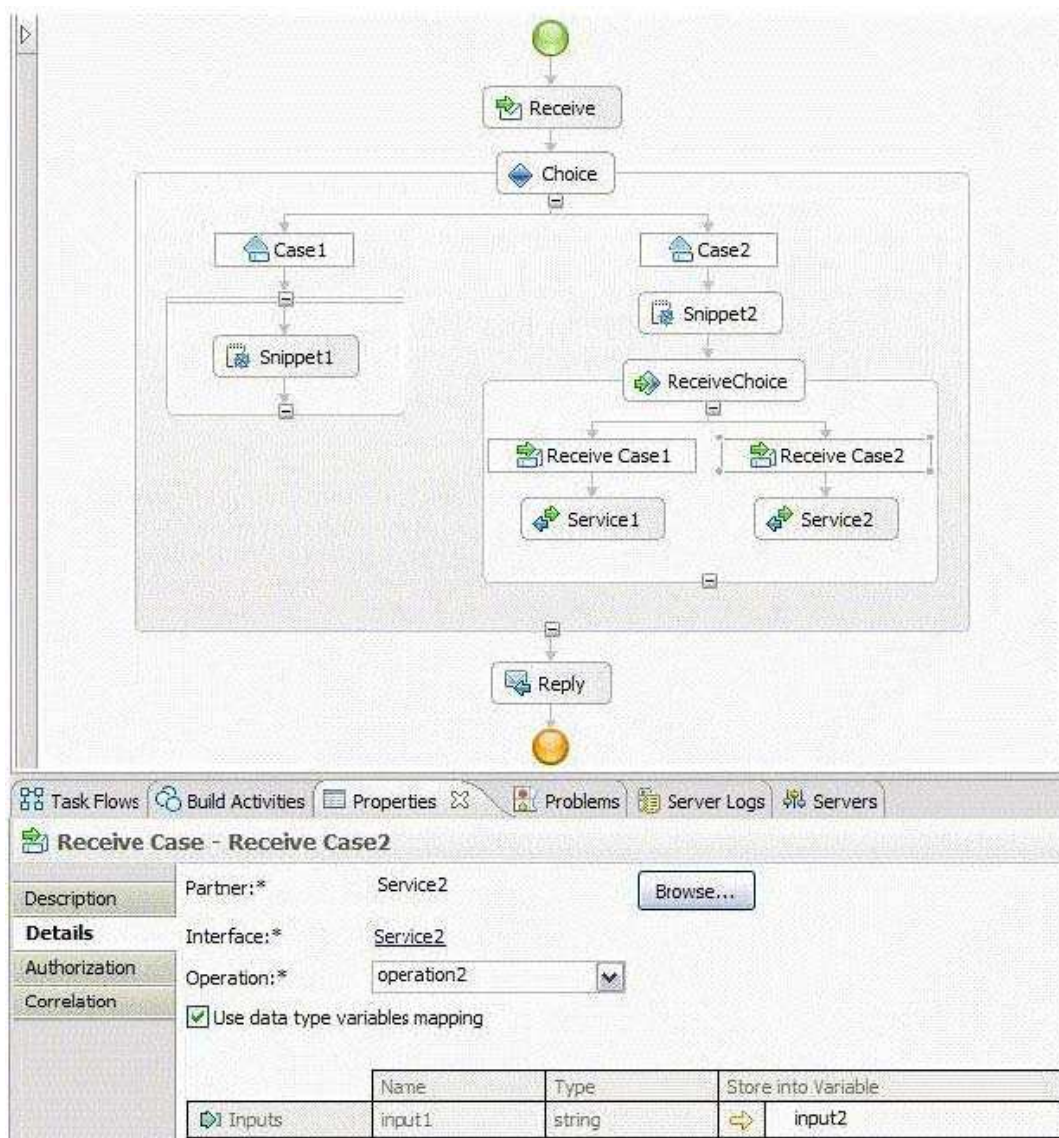 Receive
Choice
Case1
Case2
Snippet1
Snippet2
ReceiveChoice
Receive Case1
Receive Case2
Service1
Service2
Reply
Task Flows
Build Activities
Properties
Problems
Server Logs
Servers
Receive Case - Receive Case2
Description
Details
Authorization
Correlation
Partner:* Service2 Browse...
Interface:* Service2
Operation:* operation2
Use data type variables mapping
Name Type Store into Variable
Inputs input1 string input2